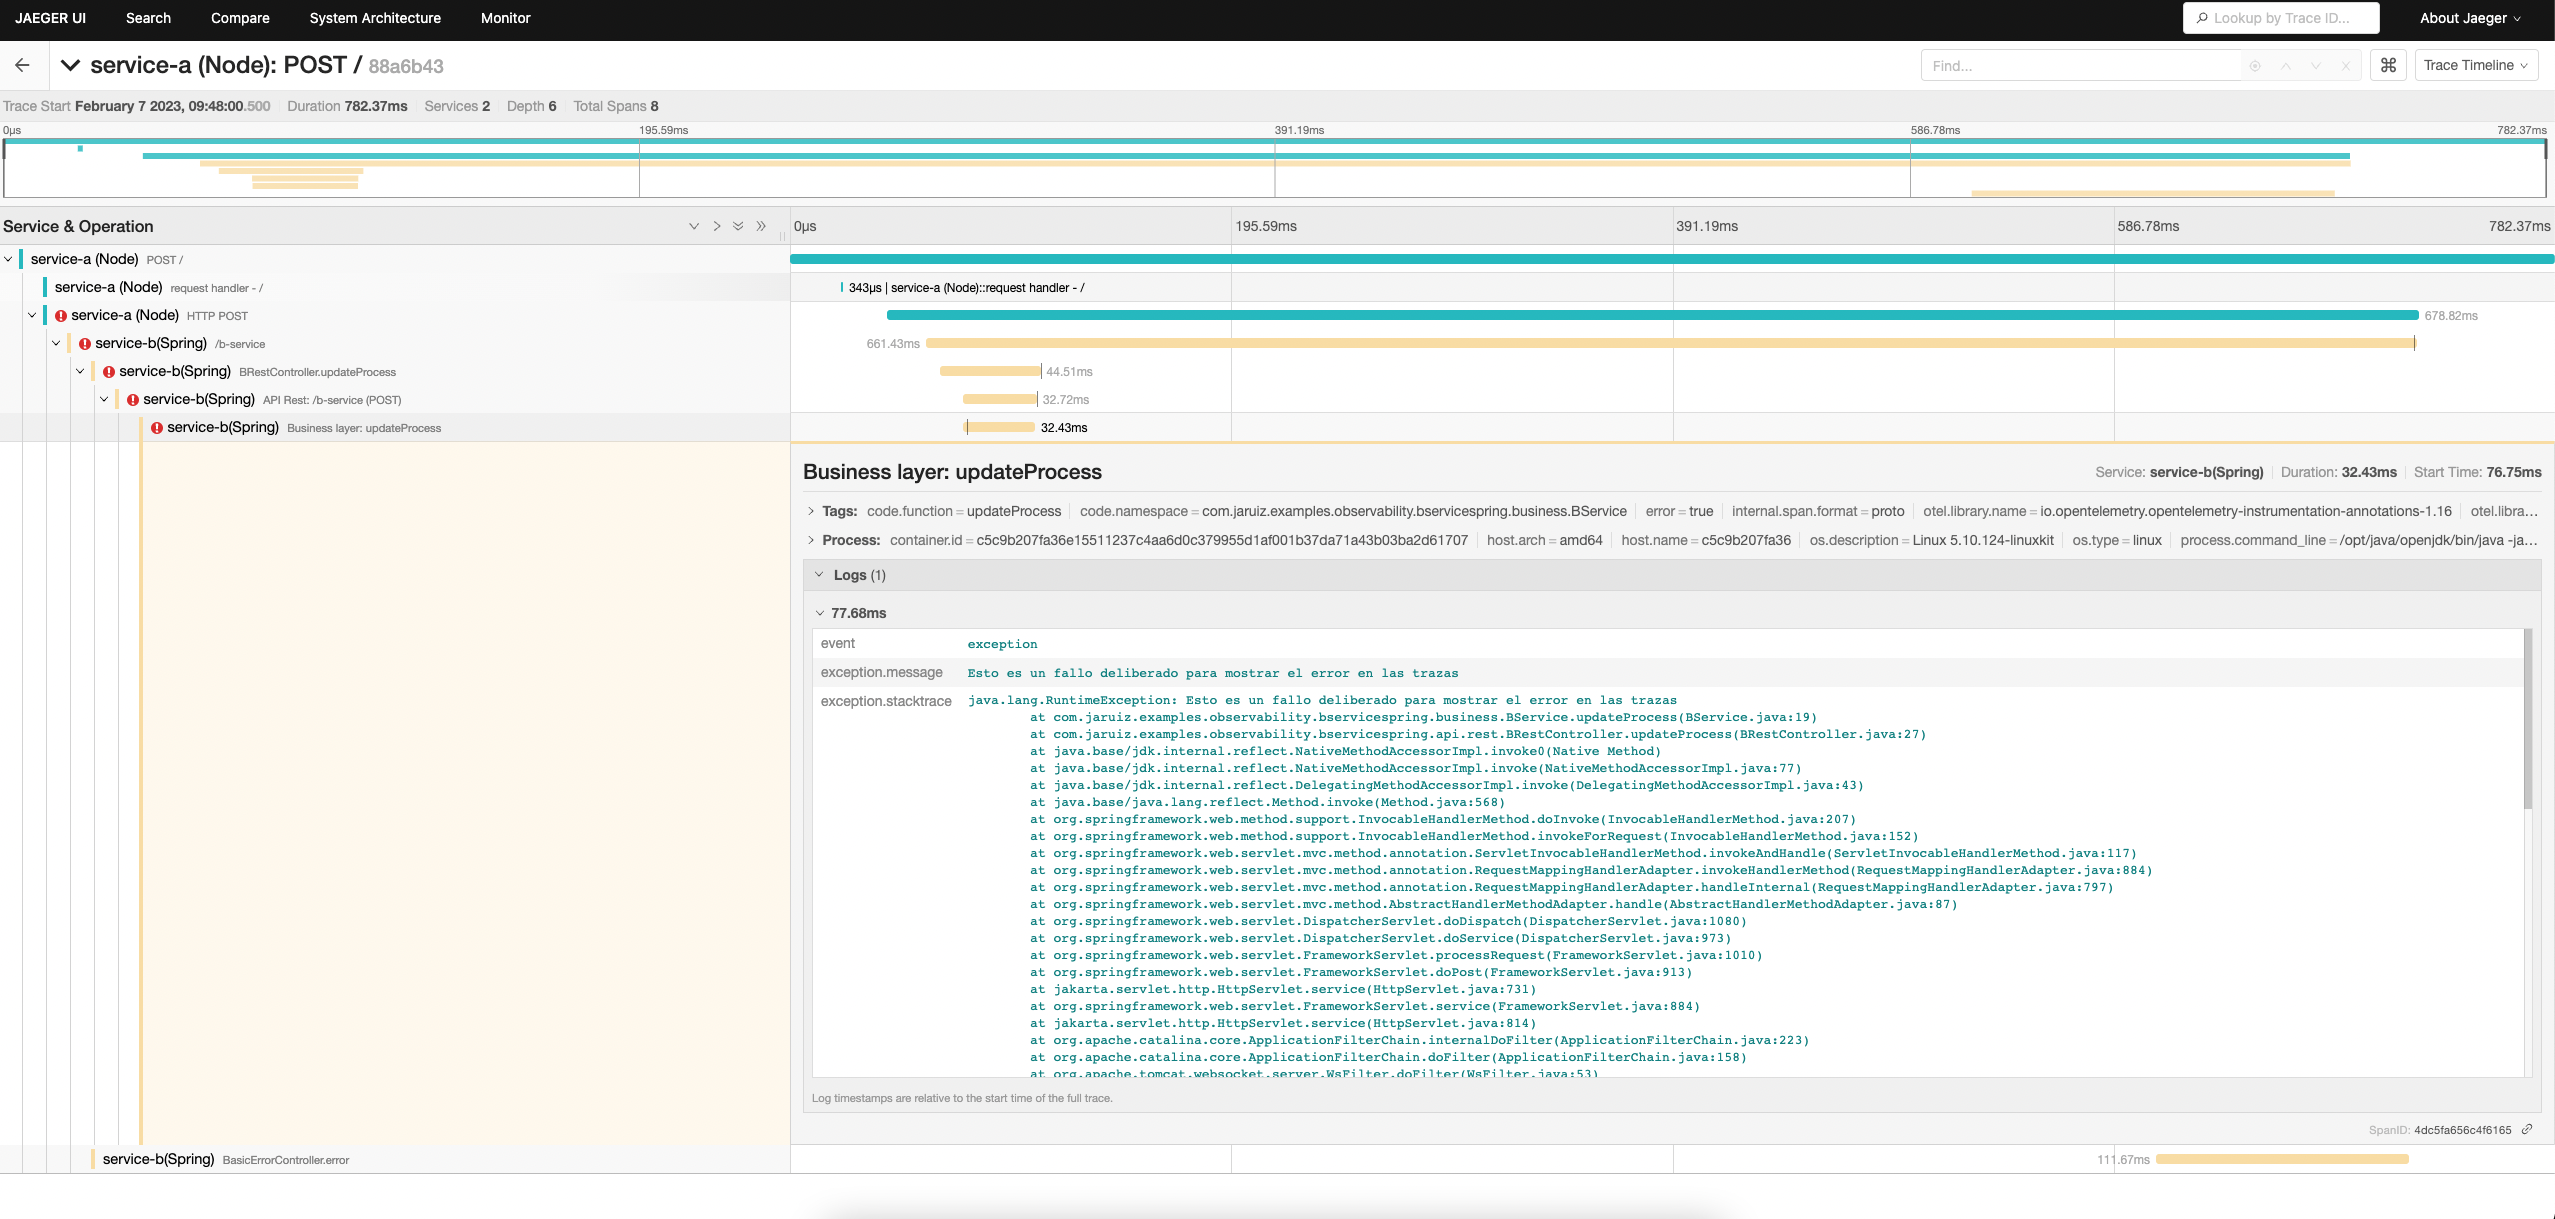 JAEGER UI Search Compare System Architecture Monitor Lookup by Trace ID... About Jaeger
service-a (Node): POST / 88a6b43 Find... Trace Timeline
Trace Start February 7 2023, 09:48:00.500 Duration 782.37ms Services 2 Depth 6 Total Spans 8
0μs 195.59ms 391.19ms 586.78ms 782.37ms
Service & Operation 0μs 195.59ms 391.19ms 586.78ms 782.37ms
service-a (Node) POST /
service-a (Node) request handler - / 343μs | service-a (Node)::request handler - /
service-a (Node) HTTP POST 678.82ms
service-b(Spring) /b-service 661.43ms
service-b(Spring) BRestController.updateProcess 44.51ms
service-b(Spring) API Rest: /b-service (POST) 32.72ms
service-b(Spring) Business layer: updateProcess 32.43ms
Business layer: updateProcess Service: service-b(Spring) Duration: 32.43ms Start Time: 76.75ms
Tags: code.function = updateProcess code.namespace = com.jaruiz.examples.observability.bservicespring.business.BService error = true internal.span.format = proto otel.library.name = io.opentelemetry.opentelemetry-instrumentation-annotations-1.16 otel.libra...
Process: container.id = c5c9b207fa36e15511237c4aa6d0c379955d1af001b37da71a43b03ba2d61707 host.arch = amd64 host.name = c5c9b207fa36 os.description = Linux 5.10.124-linuxkit os.type = linux process.command_line = /opt/java/openjdk/bin/java -ja...
Logs (1)
77.68ms
event exception
exception.message Esto es un fallo deliberado para mostrar el error en las trazas
exception.stacktrace java.lang.RuntimeException: Esto es un fallo deliberado para mostrar el error en las trazas
at com.jaruiz.examples.observability.bservicespring.business.BService.updateProcess(BService.java:19)
at com.jaruiz.examples.observability.bservicespring.api.rest.BRestController.updateProcess(BRestController.java:27)
at java.base/jdk.internal.reflect.NativeMethodAccessorImpl.invoke0(Native Method)
at java.base/jdk.internal.reflect.NativeMethodAccessorImpl.invoke(NativeMethodAccessorImpl.java:77)
at java.base/jdk.internal.reflect.DelegatingMethodAccessorImpl.invoke(DelegatingMethodAccessorImpl.java:43)
at java.base/java.lang.reflect.Method.invoke(Method.java:568)
at org.springframework.web.method.support.InvocableHandlerMethod.doInvoke(InvocableHandlerMethod.java:207)
at org.springframework.web.method.support.InvocableHandlerMethod.invokeForRequest(InvocableHandlerMethod.java:152)
at org.springframework.web.servlet.mvc.method.annotation.ServletInvocableHandlerMethod.invokeAndHandle(ServletInvocableHandlerMethod.java:117)
at org.springframework.web.servlet.mvc.method.annotation.RequestMappingHandlerAdapter.invokeHandlerMethod(RequestMappingHandlerAdapter.java:884)
at org.springframework.web.servlet.mvc.method.annotation.RequestMappingHandlerAdapter.handleInternal(RequestMappingHandlerAdapter.java:797)
at org.springframework.web.servlet.mvc.method.AbstractHandlerMethodAdapter.handle(AbstractHandlerMethodAdapter.java:87)
at org.springframework.web.servlet.DispatcherServlet.doDispatch(DispatcherServlet.java:1080)
at org.springframework.web.servlet.DispatcherServlet.doService(DispatcherServlet.java:973)
at org.springframework.web.servlet.FrameworkServlet.processRequest(FrameworkServlet.java:1010)
at org.springframework.web.servlet.FrameworkServlet.doPost(FrameworkServlet.java:913)
at jakarta.servlet.http.HttpServlet.service(HttpServlet.java:731)
at org.springframework.web.servlet.FrameworkServlet.service(FrameworkServlet.java:884)
at jakarta.servlet.http.HttpServlet.service(HttpServlet.java:814)
at org.apache.catalina.core.ApplicationFilterChain.internalDoFilter(ApplicationFilterChain.java:223)
at org.apache.catalina.core.ApplicationFilterChain.doFilter(ApplicationFilterChain.java:158)
at org.apache.tomcat.websocket.server.WsFilter.doFilter(WsFilter.java:53)
Log timestamps are relative to the start time of the full trace.
SpanID: 4dc5fa656c4f6165
service-b(Spring) BasicErrorController.error 111.67ms